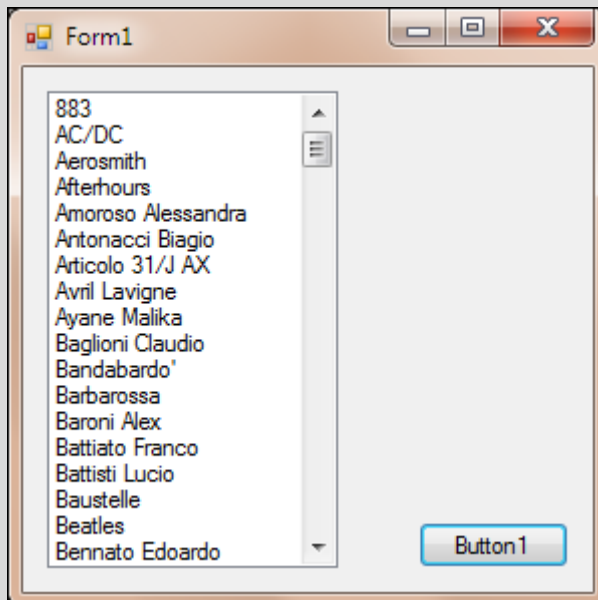 Form1
883
AC/DC
Aerosmith
Afterhours
Amoroso Alessandra
Antonacci Biagio
Articolo 31/J AX
Avril Lavigne
Ayane Malika
Baglioni Claudio
Bandabardo'
Barbarossa
Baroni Alex
Battiato Franco
Battisti Lucio
Baustelle
Beatles
Bennato Edoardo
Button1